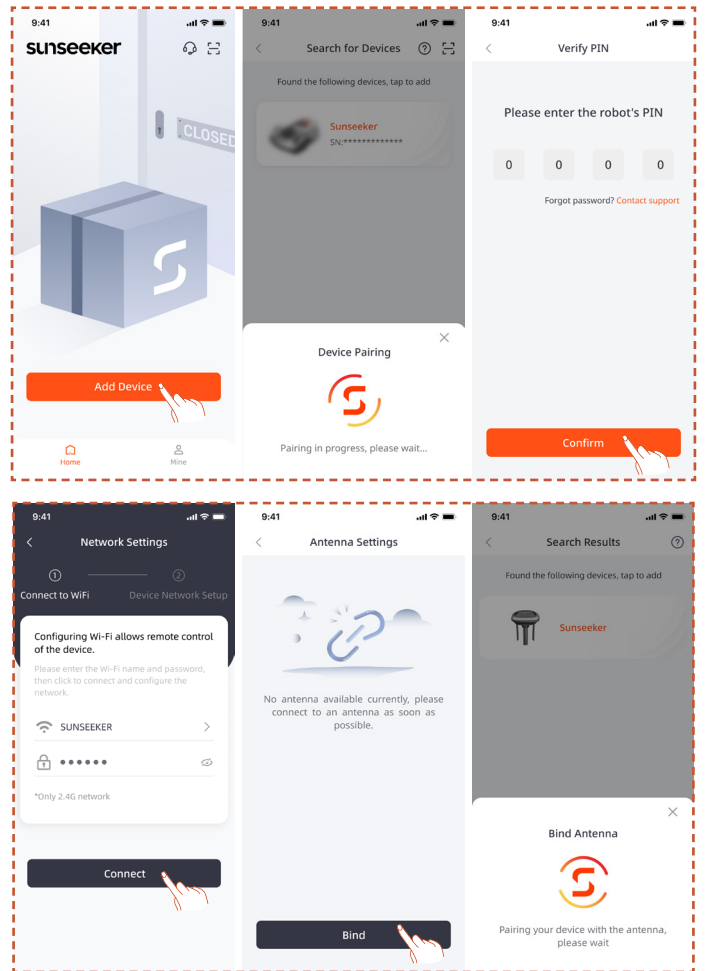 9:41
sunseeker
CLOSED
Add Device
Home
Mine
9:41
Search for Devices
Found the following devices, tap to add
Sunseeker
SN:*************
Device Pairing
Pairing in progress, please wait...
9:41
Verify PIN
Please enter the robot's PIN
0 0 0 0
Forgot password? Contact support
Confirm
9:41
Network Settings
1 2
Connect to WiFi Device Network Setup
Configuring Wi-Fi allows remote control
of the device.
Please enter the Wi-Fi name and password,
then click to connect and configure the
network.
SUNSEEKER
*Only 2.4G network
Connect
9:41
Antenna Settings
No antenna available currently, please
connect to an antenna as soon as
possible.
Bind
9:41
Search Results
Found the following devices, tap to add
Sunseeker
Bind Antenna
Pairing your device with the antenna,
please wait